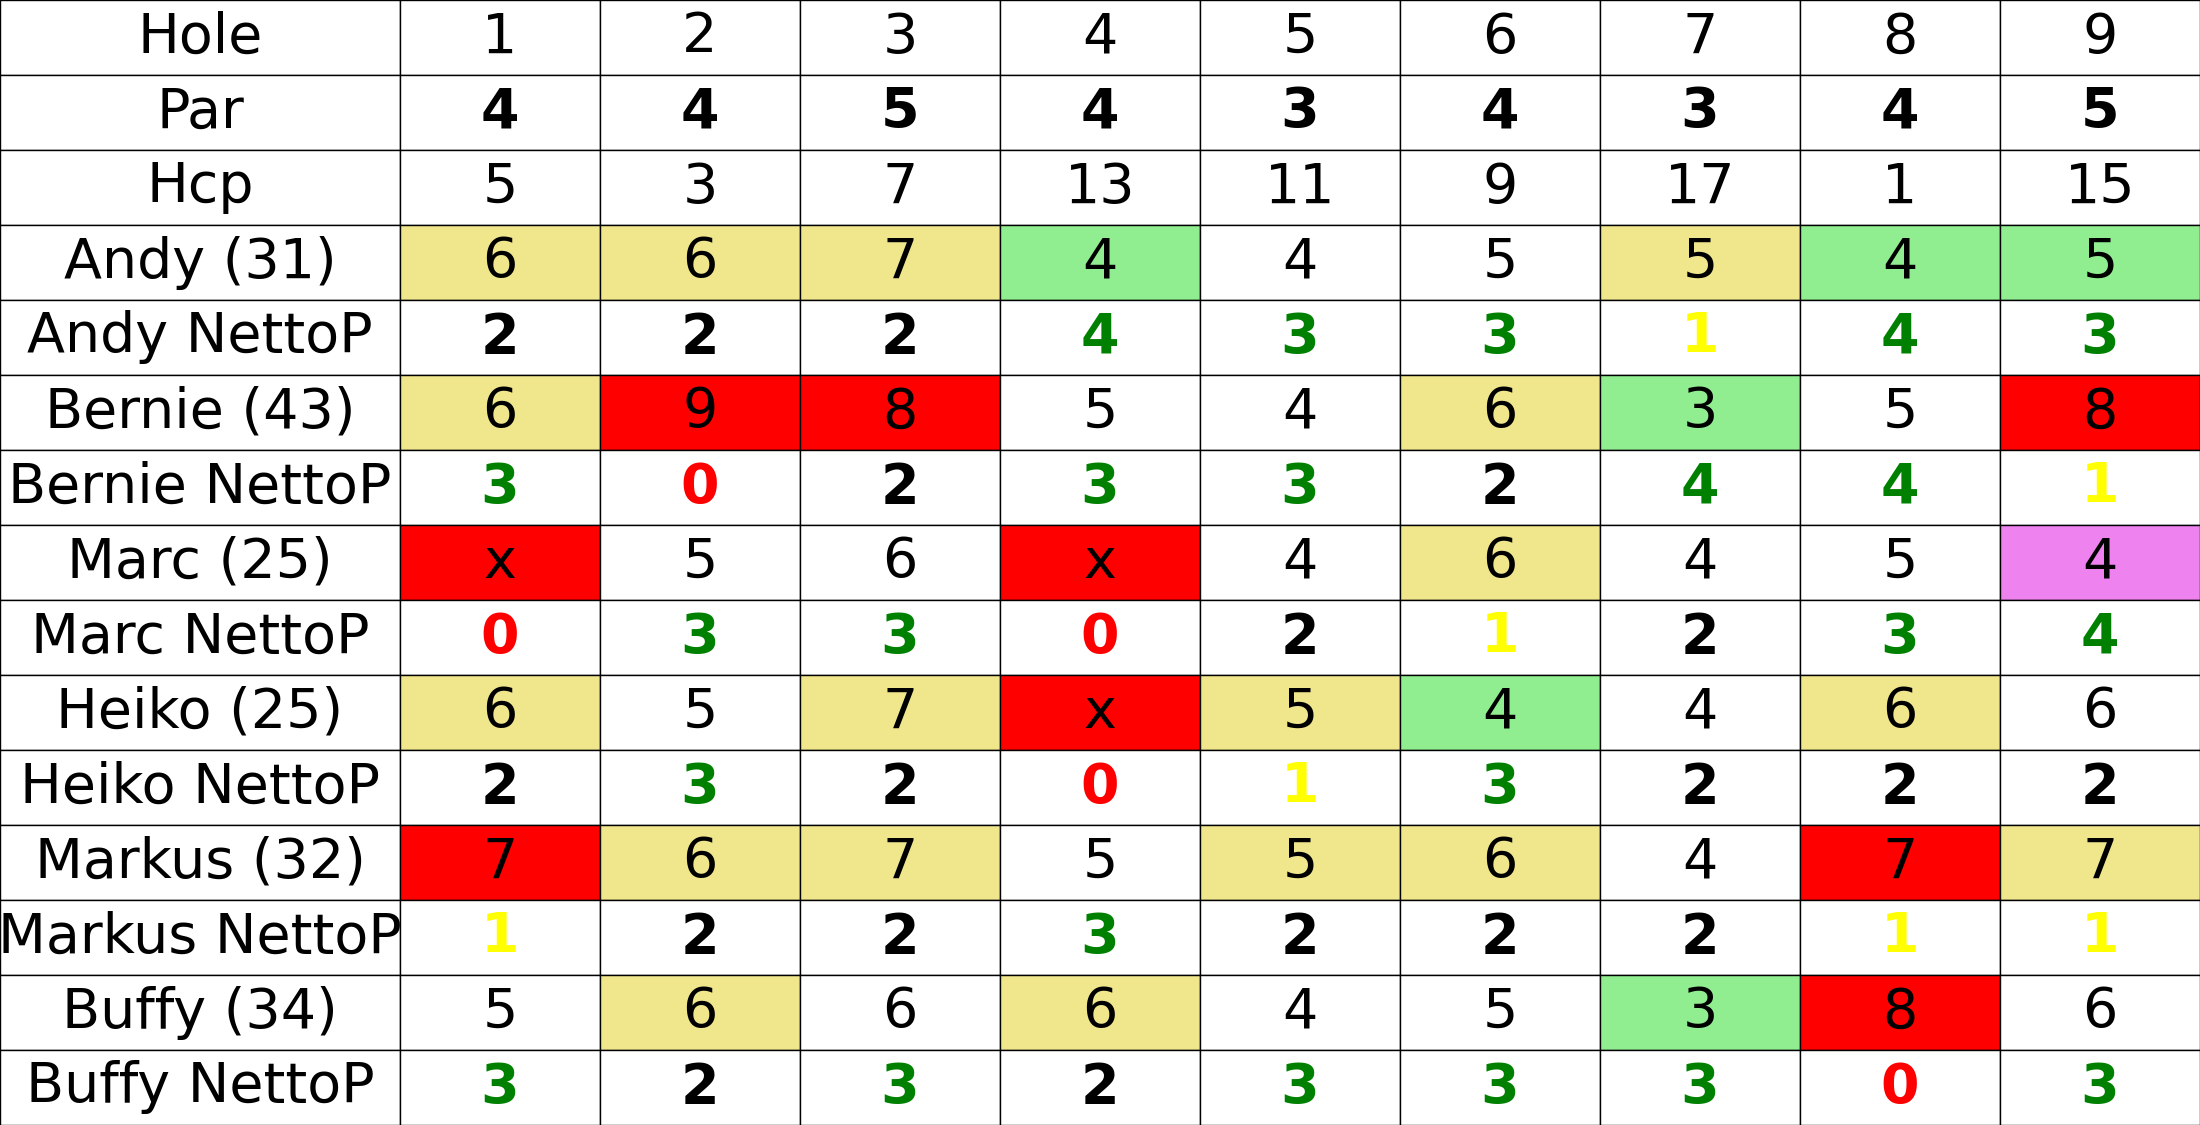 Hole 1 2 3 4 5 6 7 8 9
Par 4 4 5 4 3 4 3 4 5
Hcp 5 3 7 13 11 9 17 1 15
Andy (31) 6 6 7 4 4 5 5 4 5
Andy NettoP 2 2 2 4 3 3 1 4 3
Bernie (43) 6 9 8 5 4 6 3 5 8
Bernie NettoP 3 0 2 3 3 2 4 4 1
Marc (25) x 5 6 x 4 6 4 5 4
Marc NettoP 0 3 3 0 2 1 2 3 4
Heiko (25) 6 5 7 x 5 4 4 6 6
Heiko NettoP 2 3 2 0 1 3 2 2 2
Markus (32) 7 6 7 5 5 6 4 7 7
Markus NettoP 1 2 2 3 2 2 2 1 1
Buffy (34) 5 6 6 6 4 5 3 8 6
Buffy NettoP 3 2 3 2 3 3 3 0 3